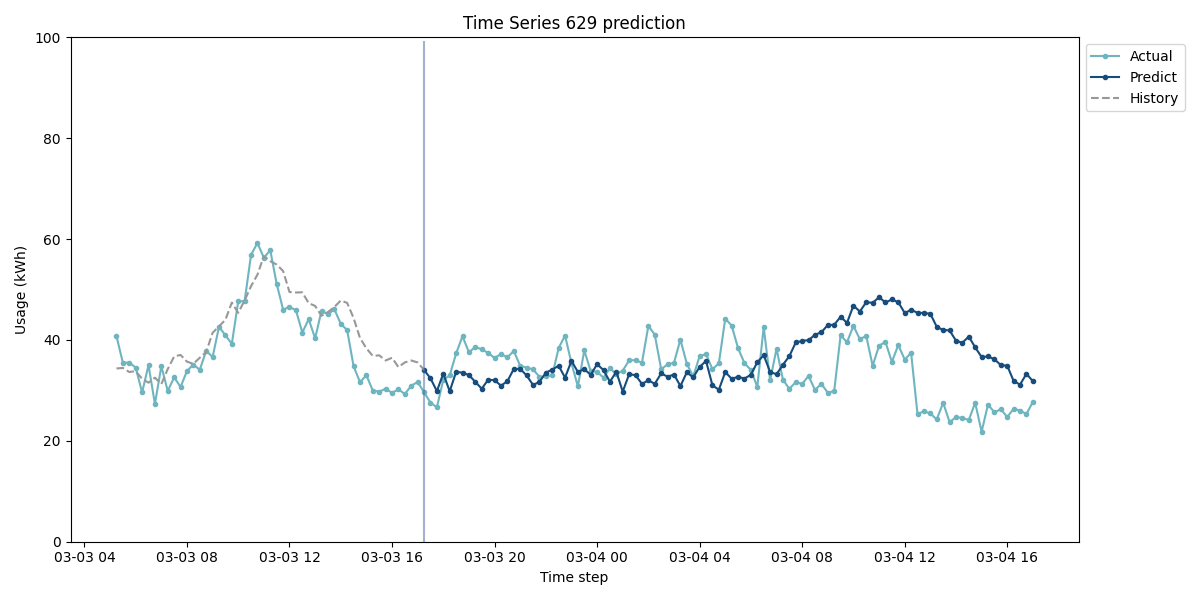 Time Series 629 prediction
Usage (kWh)
100
80
60
40
20
0
03-03 04
03-03 08
03-03 12
03-03 16
03-03 20
03-04 00
03-04 04
03-04 08
03-04 12
03-04 16
Time step
Actual
Predict
History